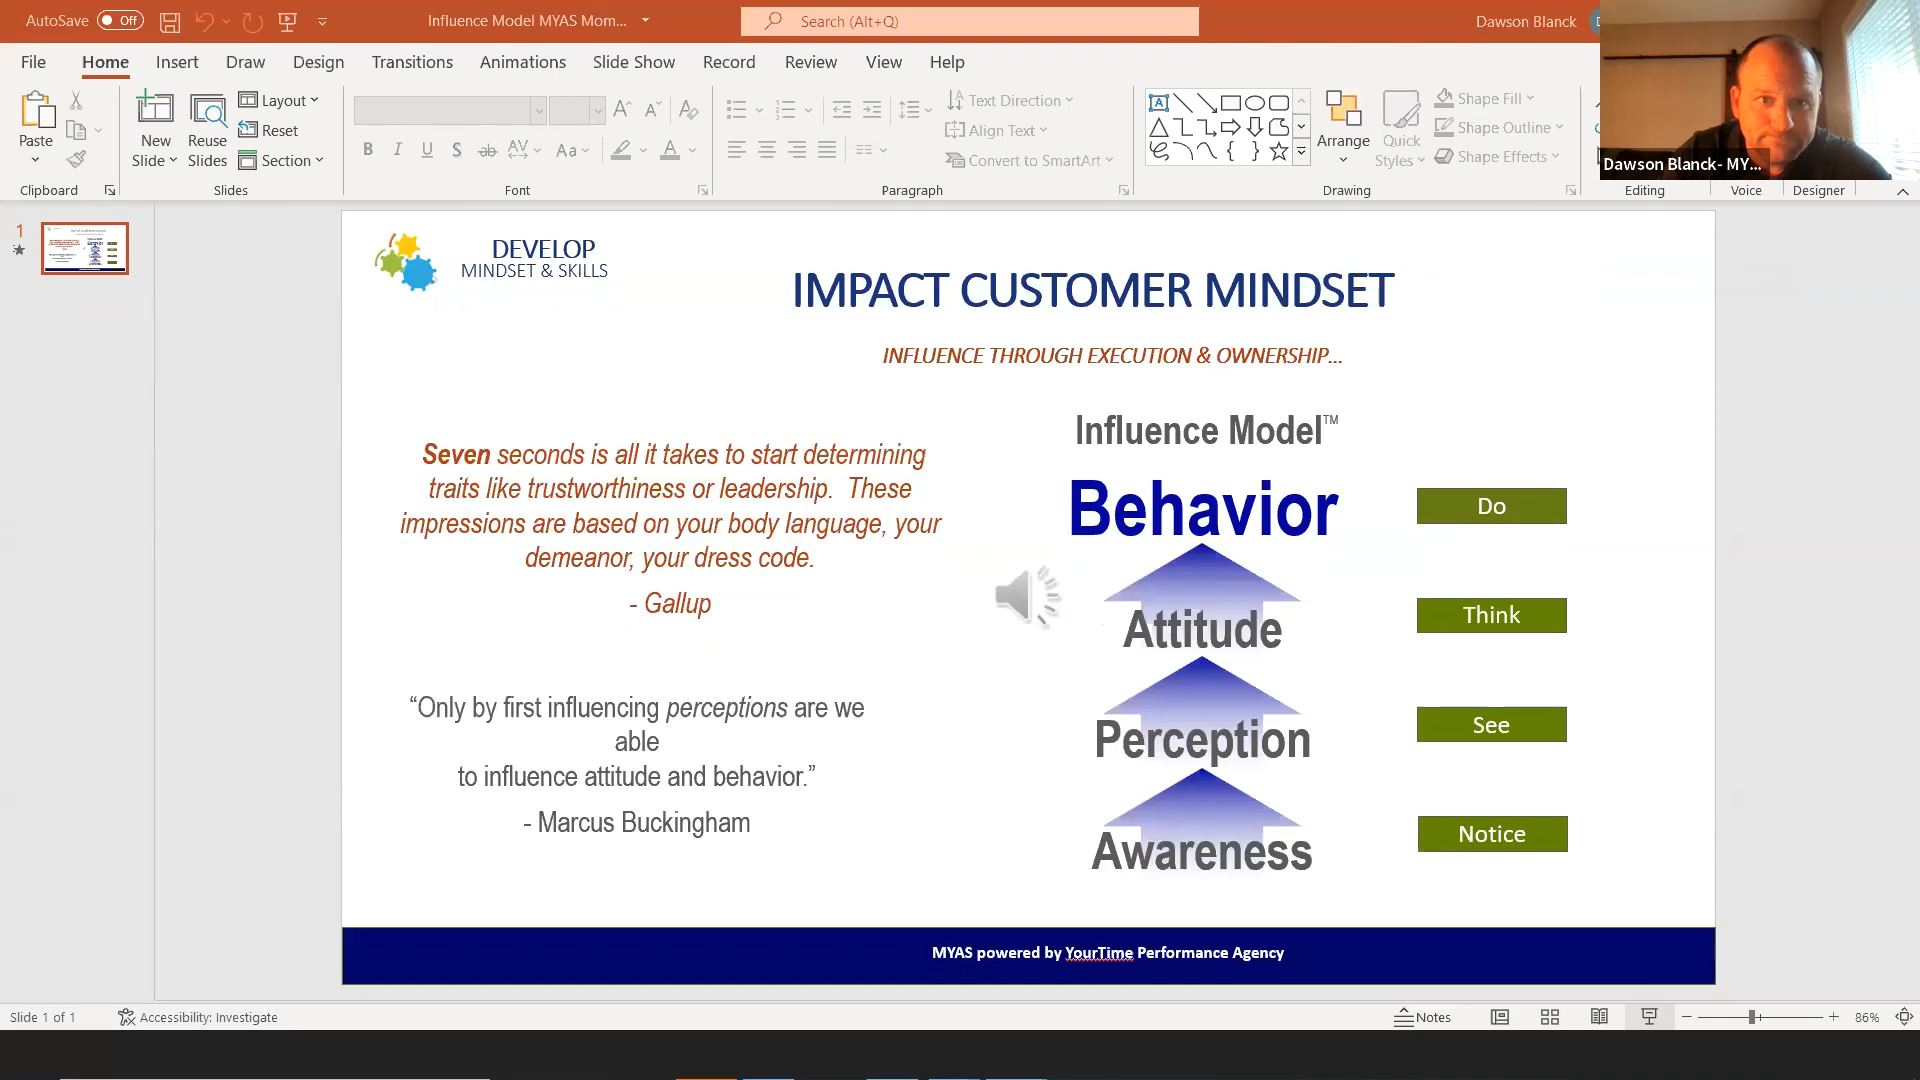 AutoSave Off Influence Model MYAS Mom... Search (Alt+Q) Dawson Blanck
File Home Insert Draw Design Transitions Animations Slide Show Record Review View Help
Paste
New Slide
Reuse Slides
Layout
Reset
Section
B I U S ab AV Aa A
Text Direction
Align Text
Convert to SmartArt
Arrange
Quick Styles
Shape Fill
Shape Outline
Shape Effects
Dawson Blanck- MY...
Clipboard Slides Font Paragraph Drawing Editing Voice Designer
1
DEVELOP
MINDSET & SKILLS
IMPACT CUSTOMER MINDSET
INFLUENCE THROUGH EXECUTION & OWNERSHIP...
Seven seconds is all it takes to start determining
traits like trustworthiness or leadership. These
impressions are based on your body language, your
demeanor, your dress code.
- Gallup
“Only by first influencing perceptions are we
able
to influence attitude and behavior.”
- Marcus Buckingham
Influence Model™
Behavior
Do
Attitude
Think
Perception
See
Awareness
Notice
MYAS powered by YourTime Performance Agency
Slide 1 of 1 Accessibility: Investigate Notes 86%